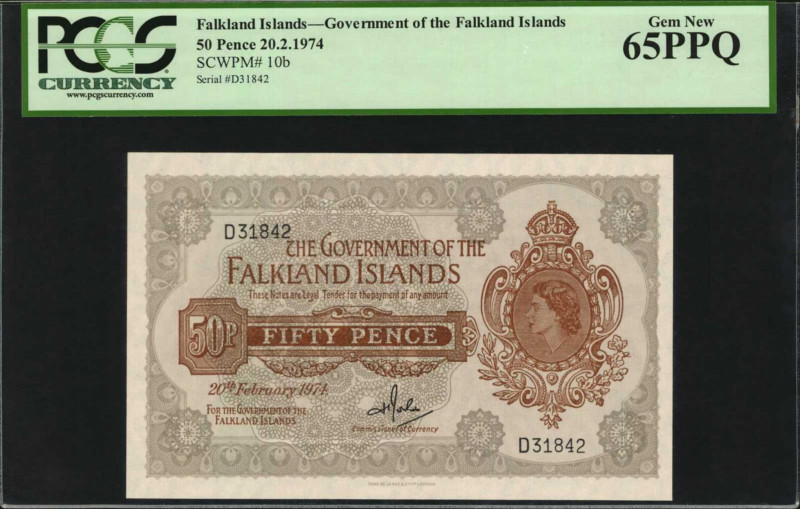 PCGS
CURRENCY
www.pcgscurrency.com
Falkland Islands—Government of the Falkland Islands
50 Pence 20.2.1974
SCWPM# 10b
Serial #D31842
Gem New
65PPQ
D31842
THE GOVERNMENT OF THE
FALKLAND ISLANDS
These Notes are Legal Tender for the payment of any amount
50P
FIFTY PENCE
20th February 1974
FOR THE GOVERNMENT OF THE
FALKLAND ISLANDS
Commissioner of Currency
D31842